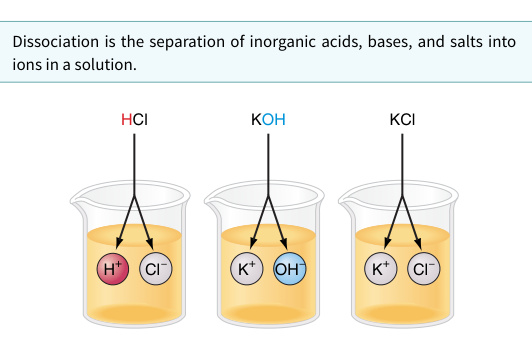 Dissociation is the separation of inorganic acids, bases, and salts into
ions in a solution.
HCl KOH KCl
H⁺ Cl⁻ K⁺ OH⁻ K⁺ Cl⁻